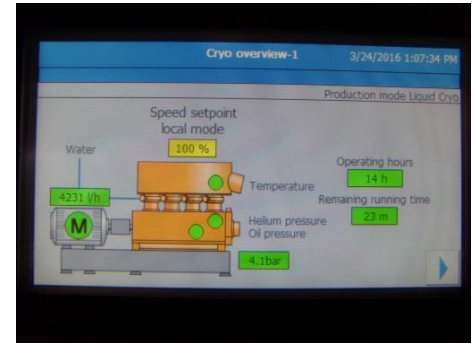 Cryo overview-1
3/24/2016 1:07:34 PM
Production mode Liquid Cryo
Speed setpoint
local mode
100 %
Water
4231 l/h
M
Temperature
Helium pressure
Oil pressure
4.1bar
Operating hours
14 h
Remaining running time
23 m